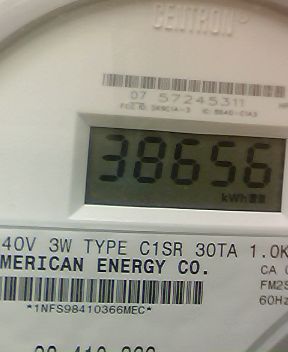 CENTRON
07 57245311
38656
kWh
40V 3W TYPE C1SR 30TA 1.0K
MERICAN ENERGY CO.
CA
FM2S
60Hz
*1NFS98410366MEC*